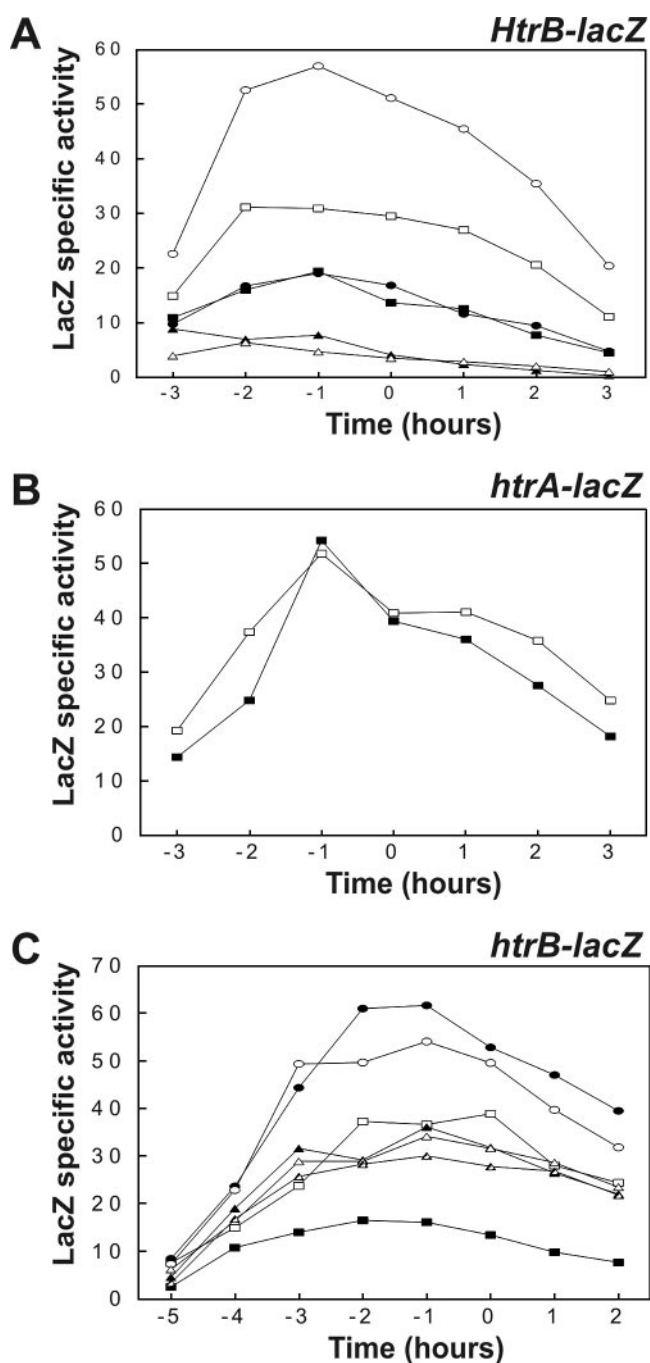 A
HtrB-lacZ
LacZ specific activity
60
50
40
30
20
10
0
-3 -2 -1 0 1 2 3
Time (hours)
B
htrA-lacZ
LacZ specific activity
60
50
40
30
20
10
0
-3 -2 -1 0 1 2 3
Time (hours)
C
htrB-lacZ
LacZ specific activity
70
60
50
40
30
20
10
0
-5 -4 -3 -2 -1 0 1 2
Time (hours)